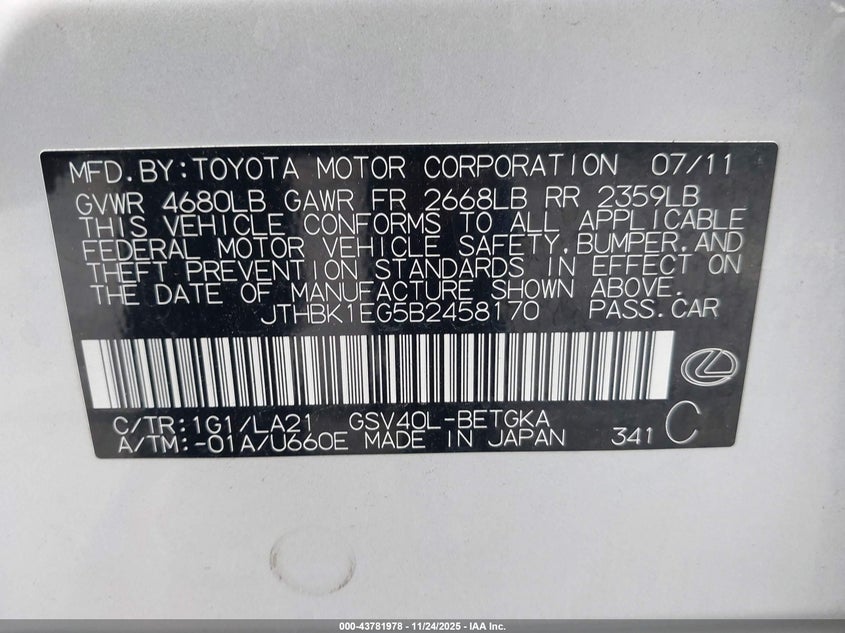 MFD.BY:TOYOTA MOTOR CORPORATION 07/11
GVWR 4680LB GAWR FR 2668LB RR 2359LB
THIS VEHICLE CONFORMS TO ALL APPLICABLE
FEDERAL MOTOR VEHICLE SAFETY,BUMPER,AND
THEFT PREVENTION STANDARDS IN EFFECT ON
THE DATE OF MANUFACTURE SHOWN ABOVE.
JTHBK1EG5B2458170 PASS.CAR
C/TR:1G1/LA21 GSV40L-BETGKA
A/TM:-01A/U660E MADE IN JAPAN 341 C
000-43781978 - 11/24/2025 - IAA Inc.